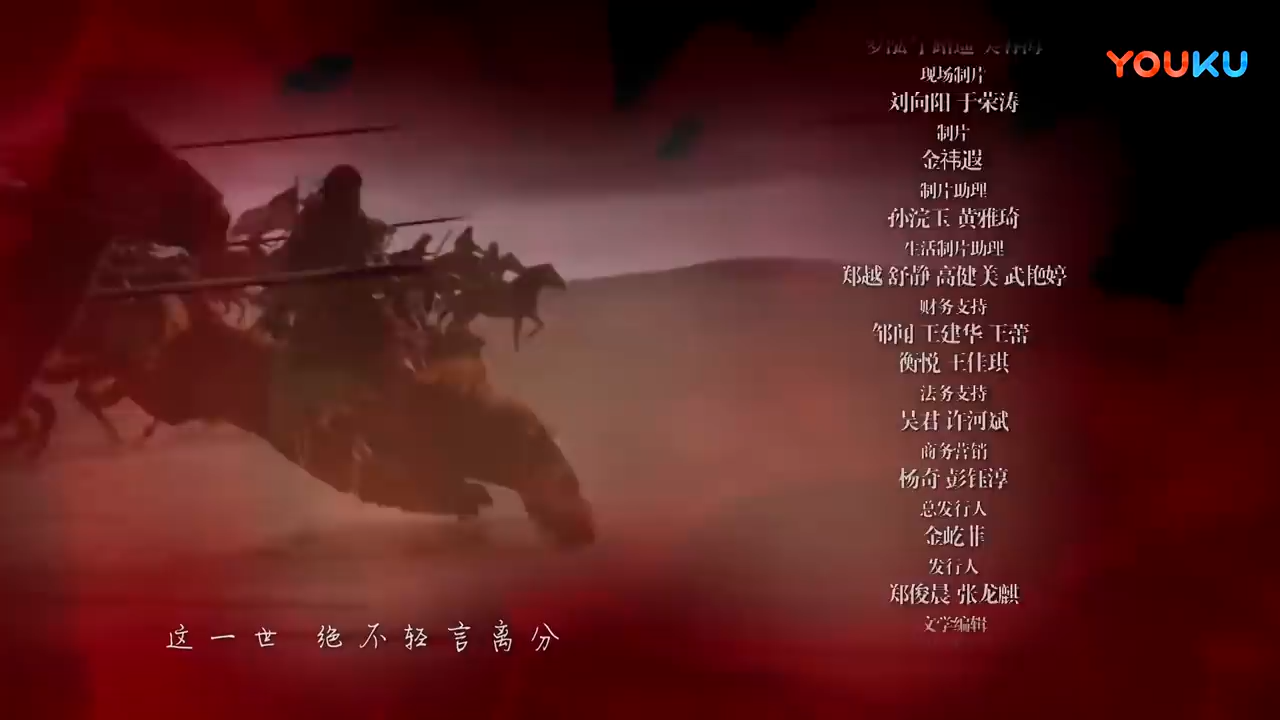 YOUKU
现场制片
刘向阳 于荣涛
制片
金祎遐
制片助理
孙浣玉 黄雅琦
生活制片助理
郑越 舒静 高健美 武艳婷
财务支持
邹闻 王建华 王蕾
衡悦 王佳琪
法务支持
吴君 许河斌
商务营销
杨奇 彭钰淳
总发行人
金屹菲
发行人
郑俊晨 张龙麒
文学编辑
这一世 绝不轻言离分